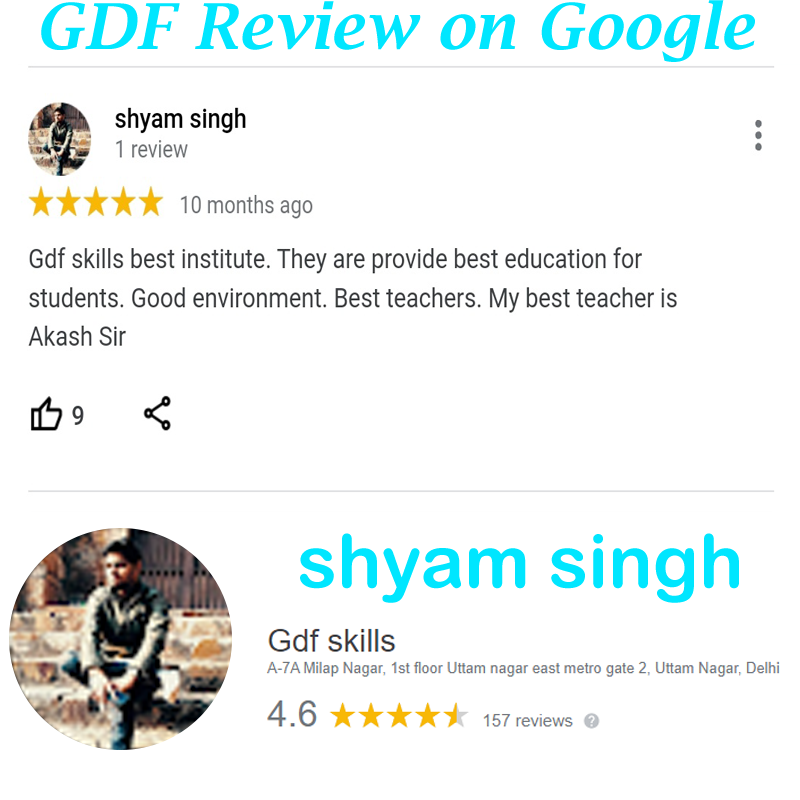 GDF Review on Google
shyam singh
1 review
10 months ago
Gdf skills best institute. They are provide best education for
students. Good environment. Best teachers. My best teacher is
Akash Sir
9
shyam singh
Gdf skills
A-7A Milap Nagar, 1st floor Uttam nagar east metro gate 2, Uttam Nagar, Delhi
4.6 157 reviews ?